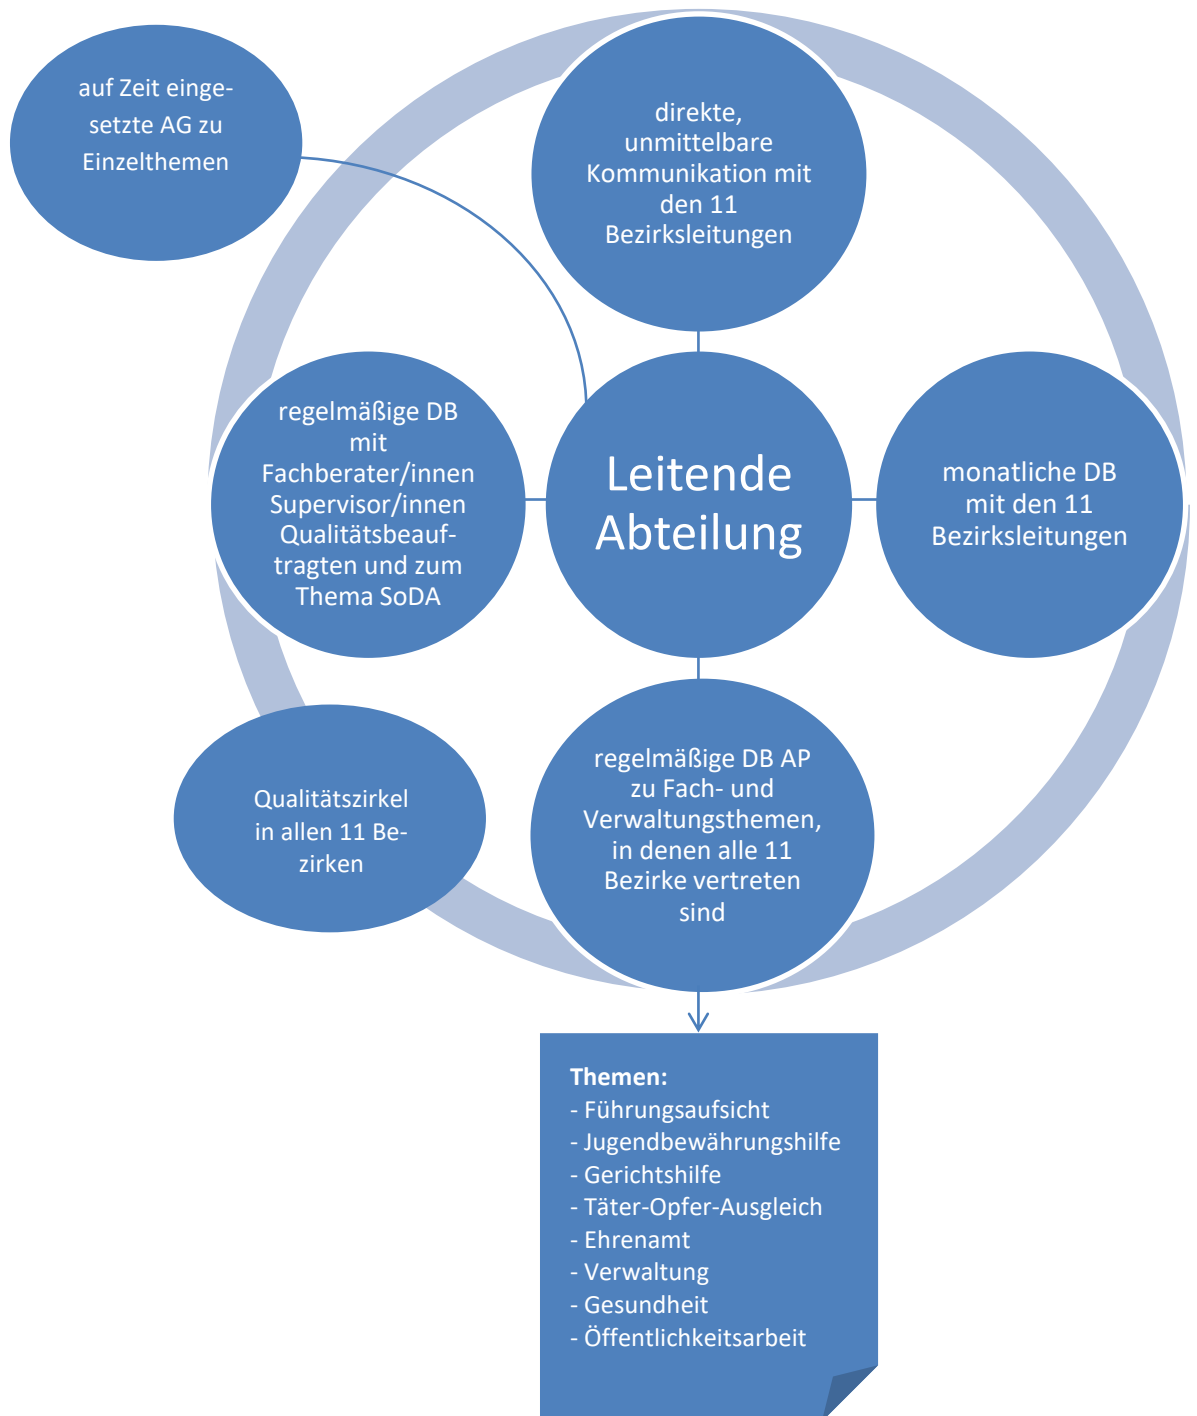 auf Zeit einge-
setzte AG zu
Einzelthemen
direkte,
unmittelbare
Kommunikation mit
den 11
Bezirksleitungen
regelmäßige DB
mit
Fachberater/innen
Supervisor/innen
Qualitätsbeauf-
tragten und zum
Thema SoDA
Leitende
Abteilung
monatliche DB
mit den 11
Bezirksleitungen
Qualitätszirkel
in allen 11 Be-
zirken
regelmäßige DB AP
zu Fach- und
Verwaltungsthemen,
in denen alle 11
Bezirke vertreten
sind
Themen:
- Führungsaufsicht
- Jugendbewährungshilfe
- Gerichtshilfe
- Täter-Opfer-Ausgleich
- Ehrenamt
- Verwaltung
- Gesundheit
- Öffentlichkeitsarbeit